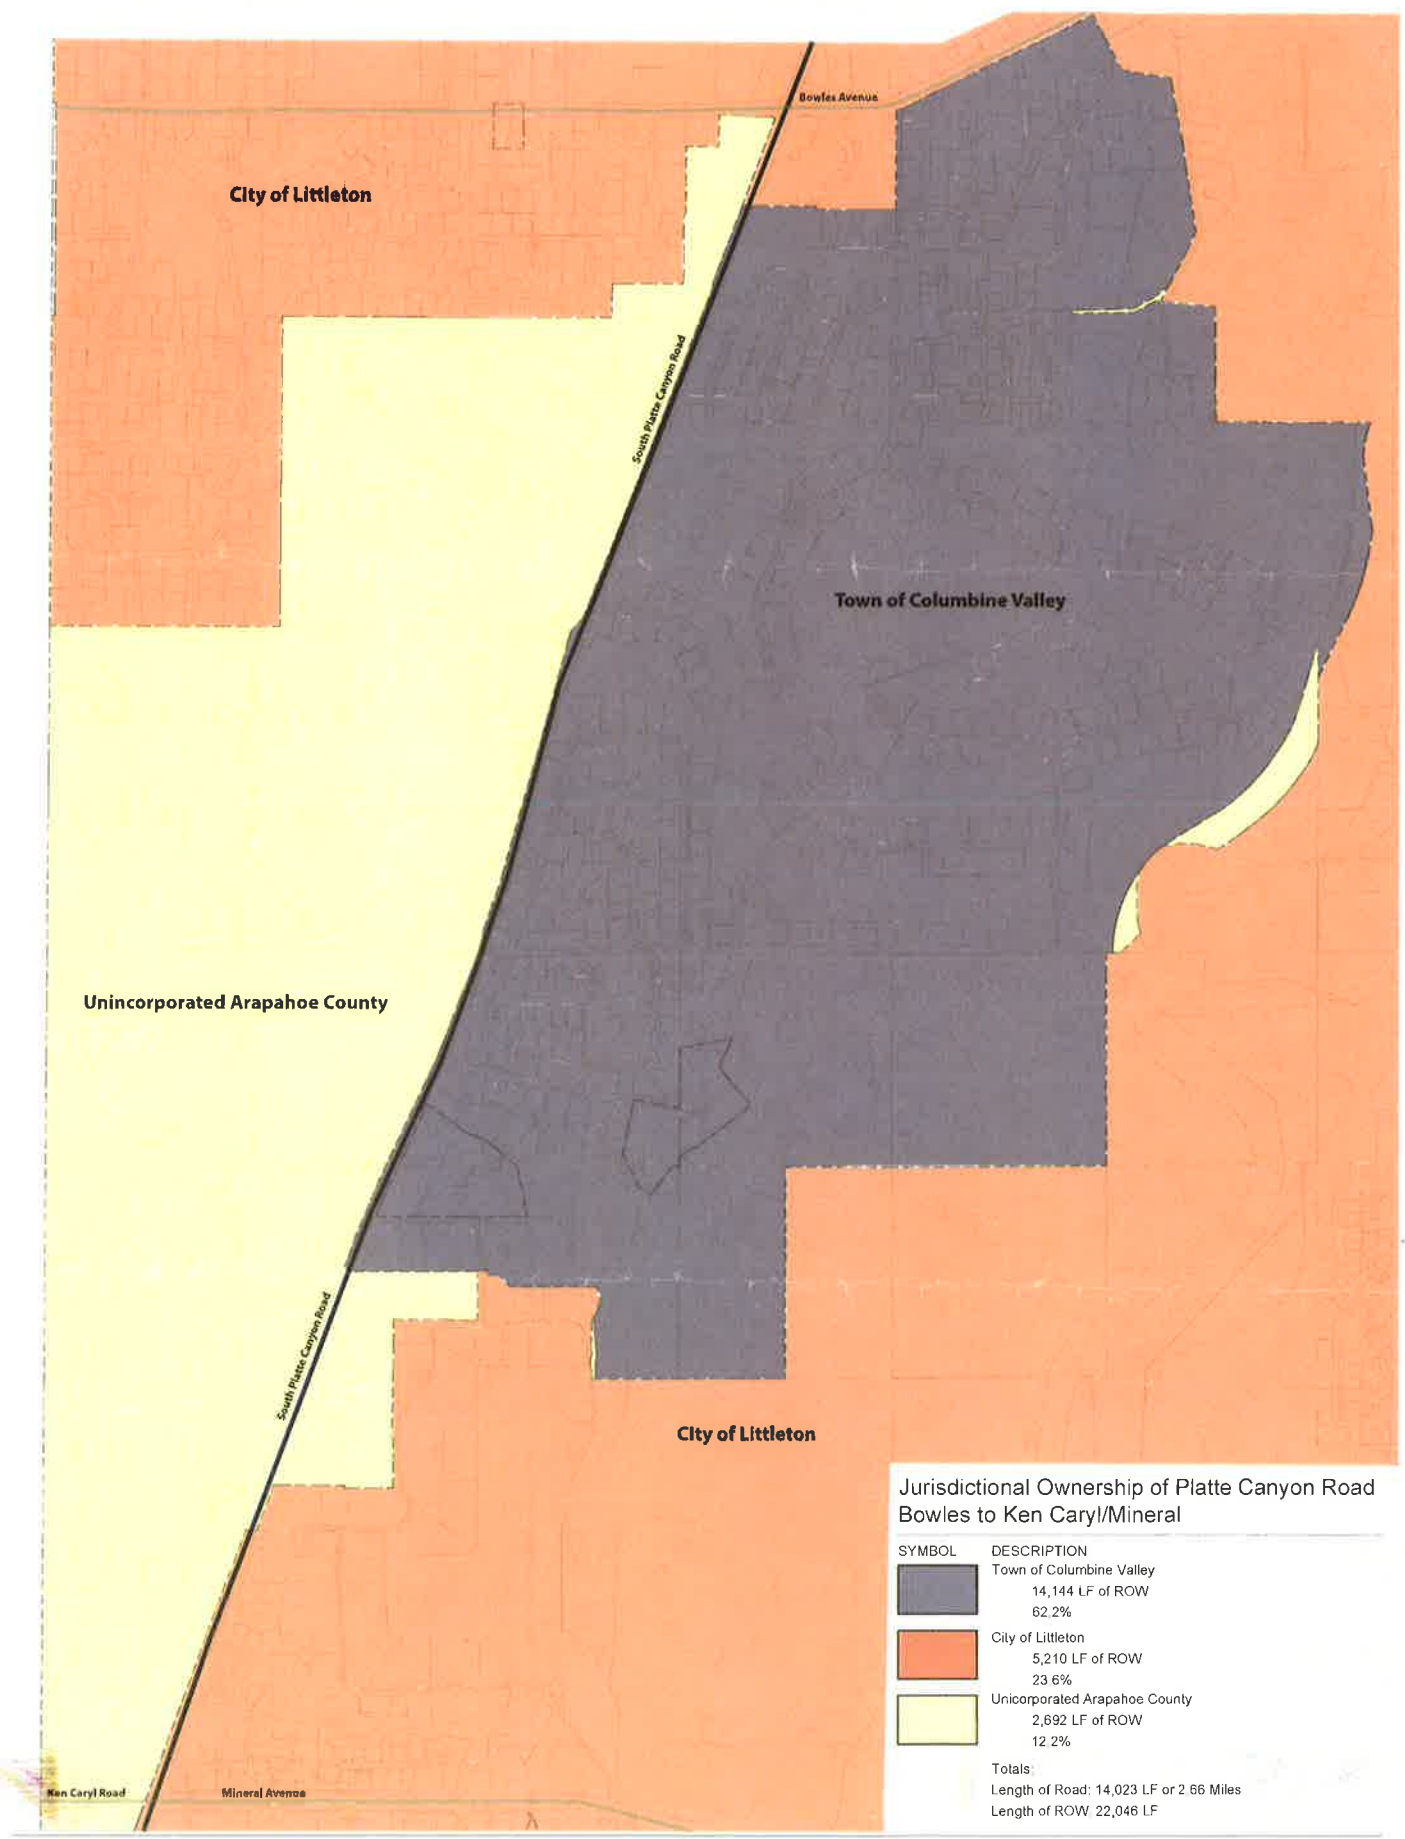 Bowles Avenue
City of Littleton
South Platte Canyon Road
Town of Columbine Valley
Unincorporated Arapahoe County
South Platte Canyon Road
City of Littleton
Jurisdictional Ownership of Platte Canyon Road
Bowles to Ken Caryl/Mineral
SYMBOL DESCRIPTION
Town of Columbine Valley
14,144 LF of ROW
62.2%
City of Littleton
5,210 LF of ROW
23.6%
Unicorporated Arapahoe County
2,692 LF of ROW
12.2%
Totals:
Length of Road: 14,023 LF or 2.66 Miles
Length of ROW: 22,046 LF
Ken Caryl Road
Mineral Avenue